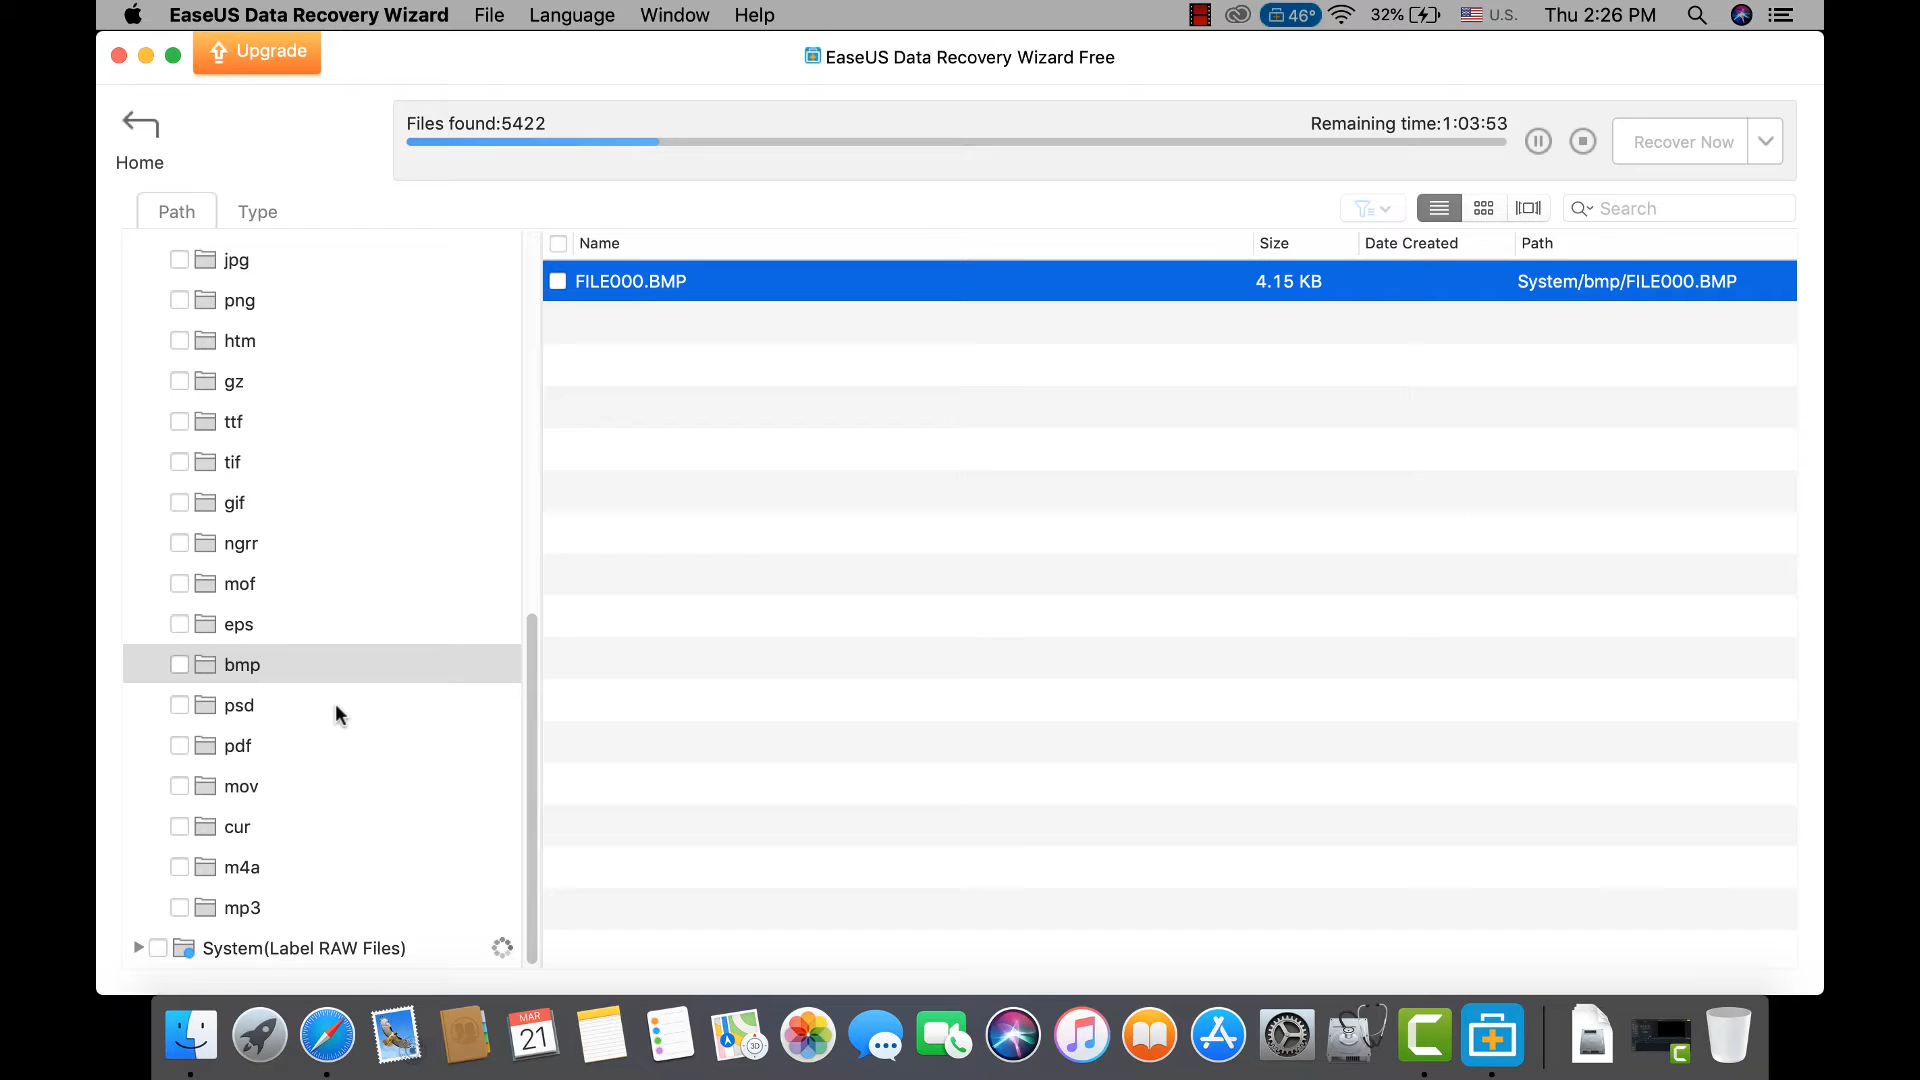 EaseUS Data Recovery Wizard File Language Window Help 46° 32% U.S. Thu 2:26 PM
Upgrade
EaseUS Data Recovery Wizard Free
Files found:5422
Remaining time:1:03:53
Recover Now
Home
Path
Type
Search
Name Size Date Created Path
FILE000.BMP 4.15 KB System/bmp/FILE000.BMP
jpg
png
htm
gz
ttf
tif
gif
ngrr
mof
eps
bmp
psd
pdf
mov
cur
m4a
mp3
System(Label RAW Files)
MAR
21
3D